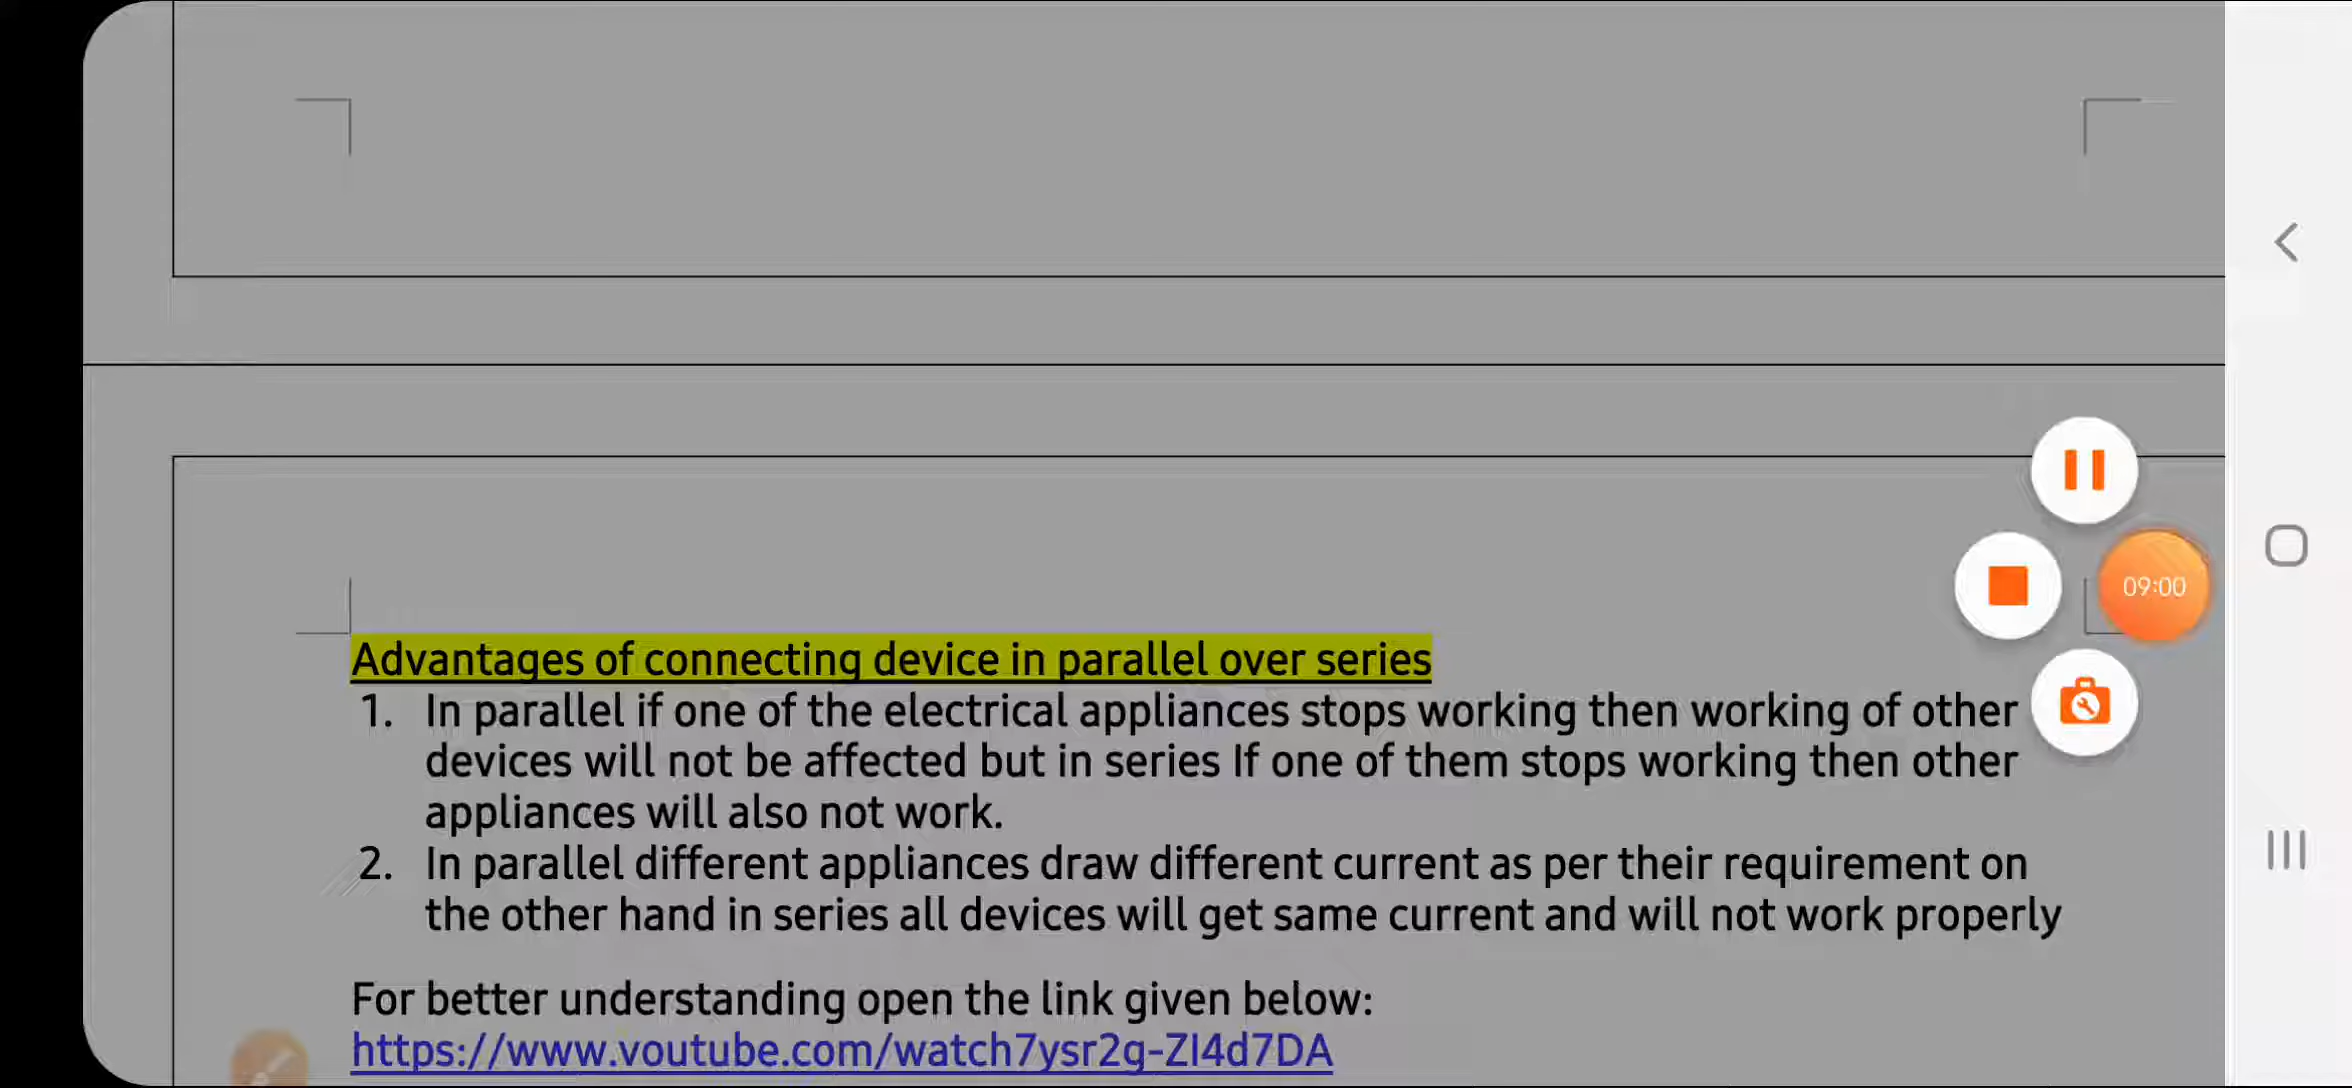 Advantages of connecting device in parallel over series
1. In parallel if one of the electrical appliances stops working then working of other
devices will not be affected but in series If one of them stops working then other
appliances will also not work.
2. In parallel different appliances draw different current as per their requirement on
the other hand in series all devices will get same current and will not work properly
For better understanding open the link given below:
https://www.voutube.com/watch7ysr2g-ZI4d7DA
09:00